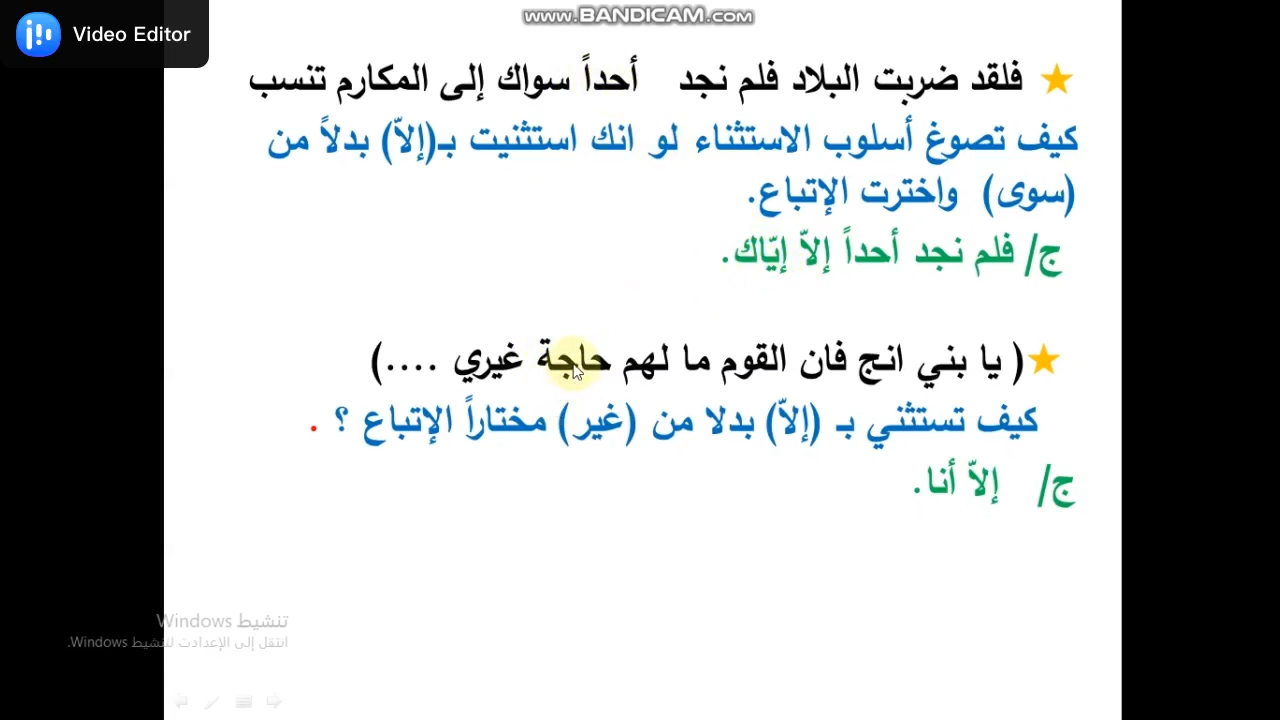 www.BANDICAM.com
Video Editor
فلقد ضربت البلاد فلم نجد أحداً سواك إلى المكارم تنسب
كيف تصوغ أسلوب الاستثناء لو انك استثنيت بـ(إلاّ) بدلاً من
(سوى) واخترت الإتباع.
ج/ فلم نجد أحداً إلاّ إيّاك.
( يا بني انج فان القوم ما لهم حاجة غيري ....)
كيف تستثني بـ (إلاّ) بدلا من (غير) مختاراً الإتباع ؟ .
ج/ إلاّ أنا.
تنشيط Windows
انتقل إلى الإعدادت لتنشيط Windows.